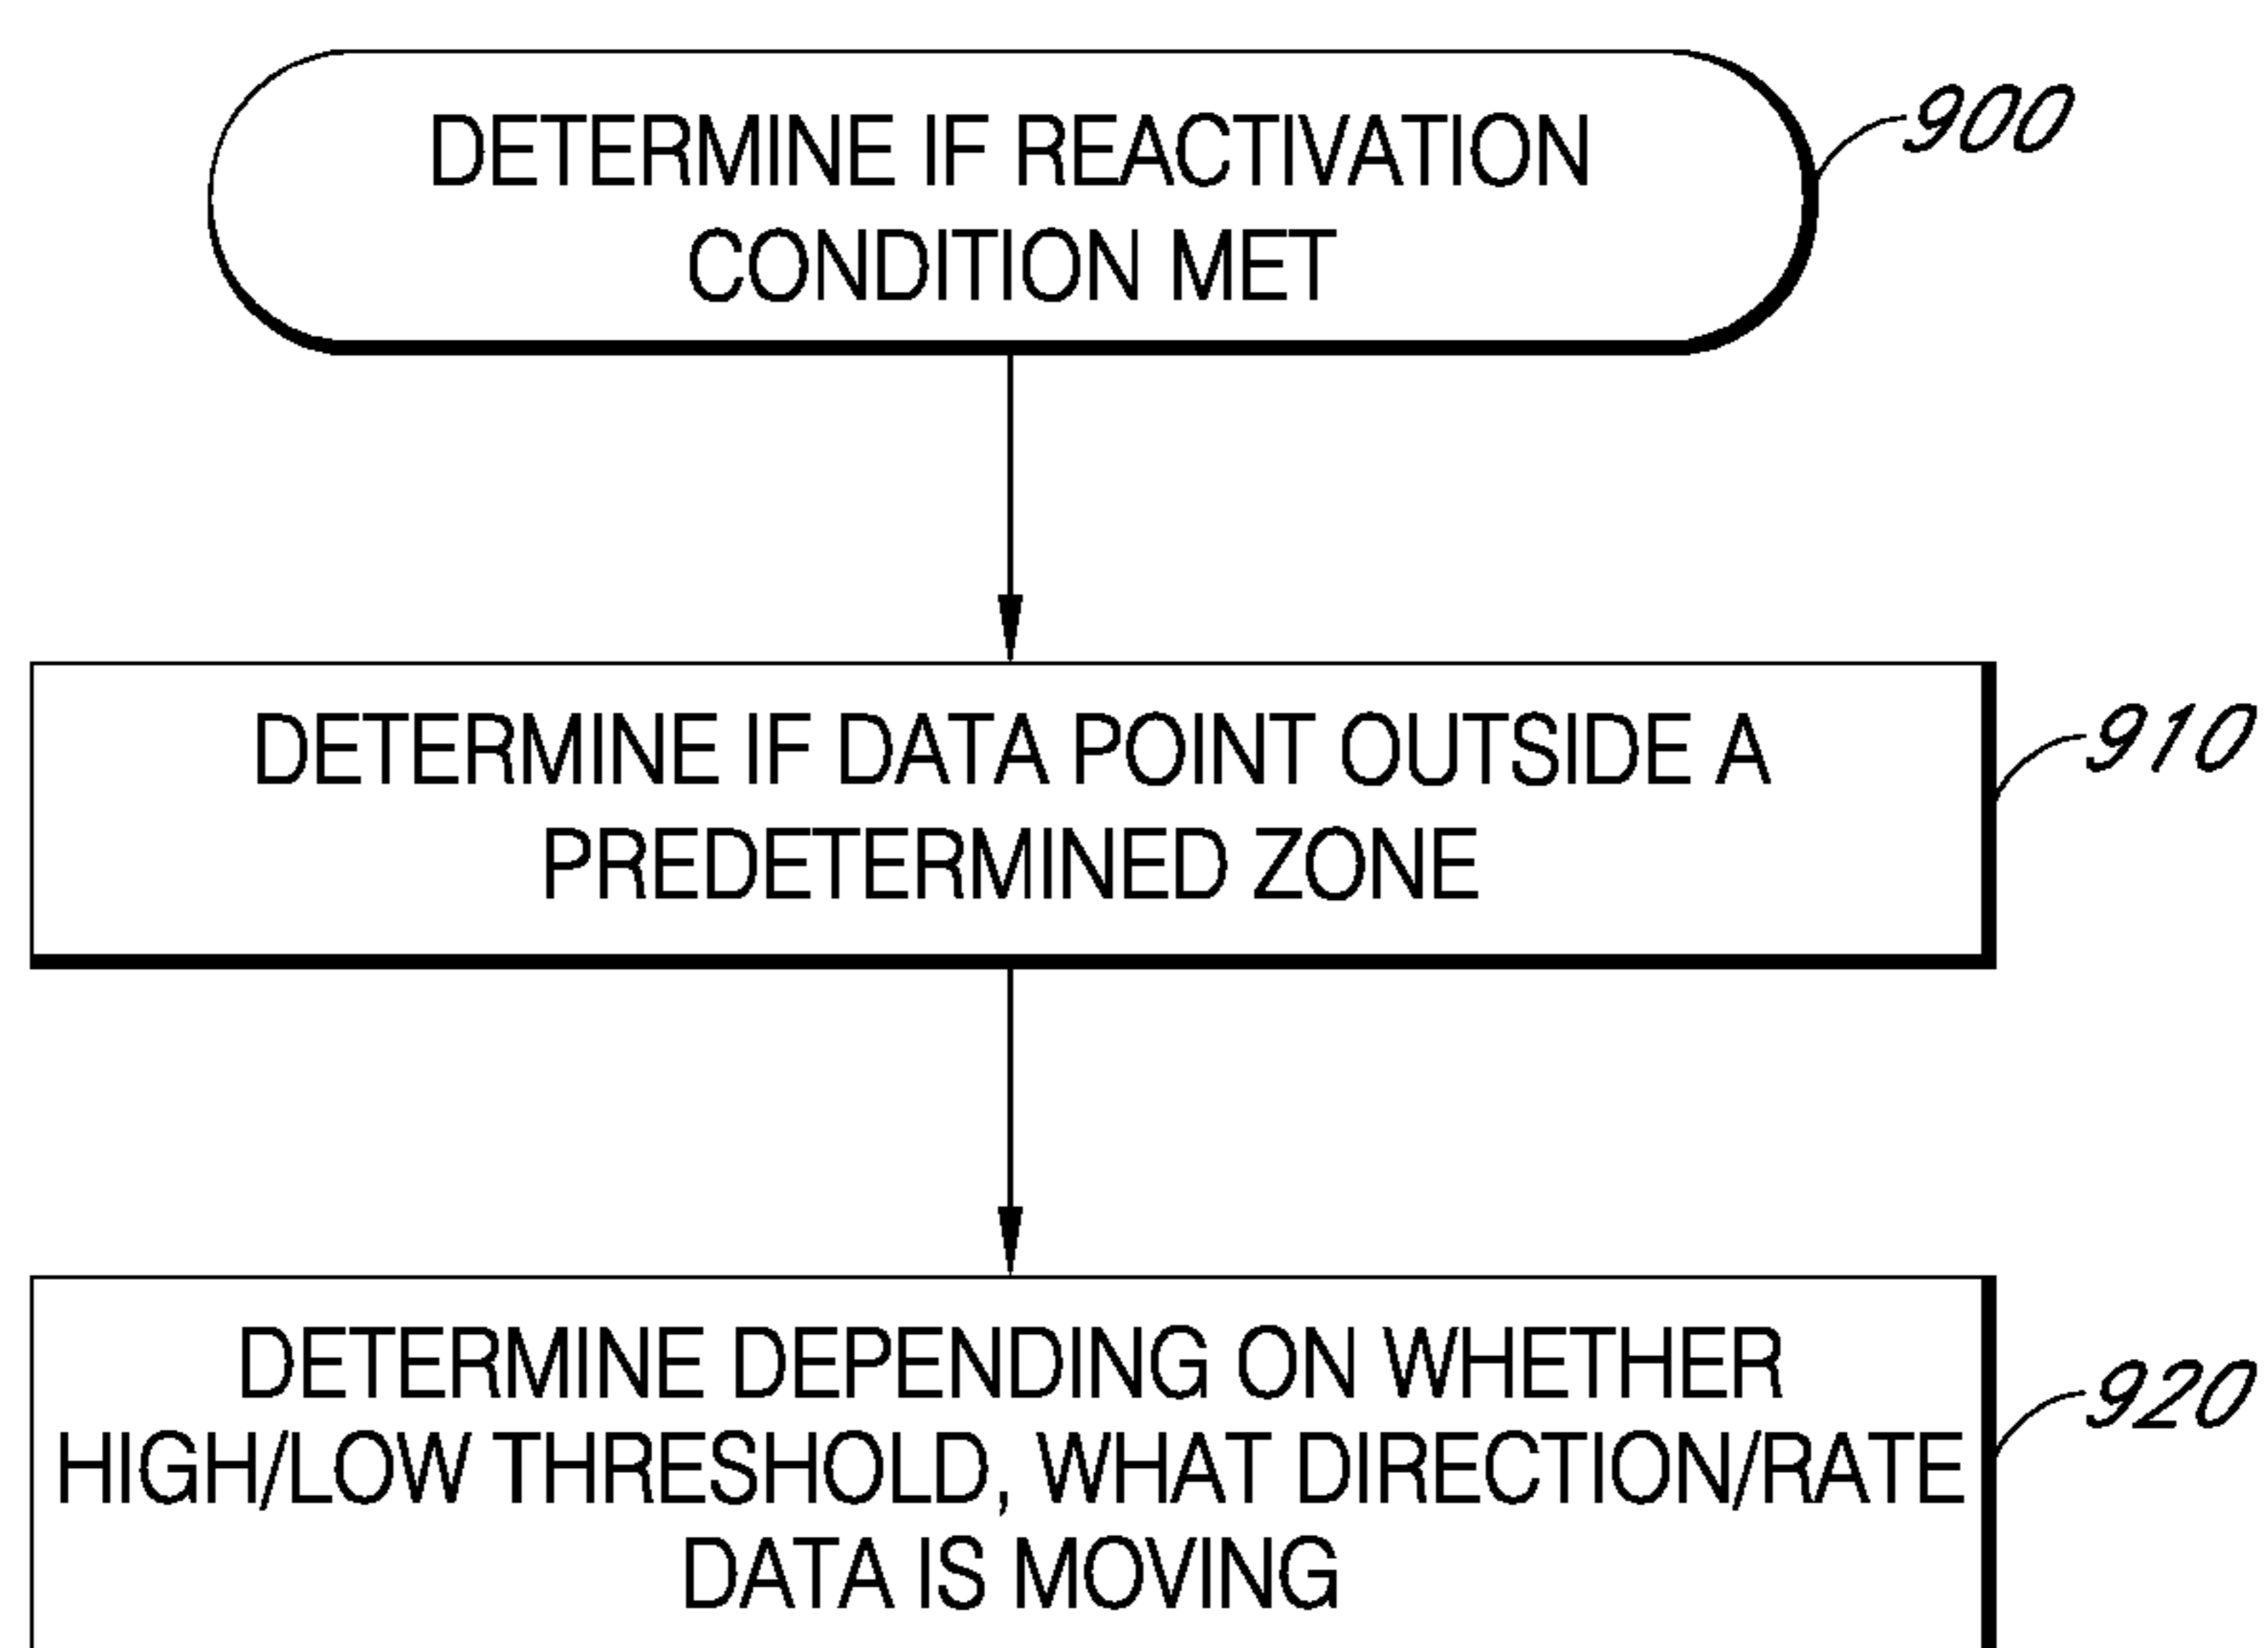 DETERMINE IF REACTIVATION
CONDITION MET
900
DETERMINE IF DATA POINT OUTSIDE A
PREDETERMINED ZONE
910
DETERMINE DEPENDING ON WHETHER
HIGH/LOW THRESHOLD, WHAT DIRECTION/RATE
DATA IS MOVING
920